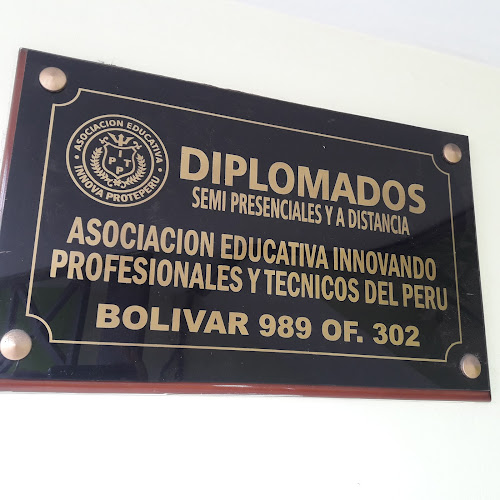 ASOCIACION EDUCATIVA
INNOVA PROTEPERU
I
P T
P
DIPLOMADOS
SEMI PRESENCIALES Y A DISTANCIA
ASOCIACION EDUCATIVA INNOVANDO
PROFESIONALES Y TECNICOS DEL PERU
BOLIVAR 989 OF. 302